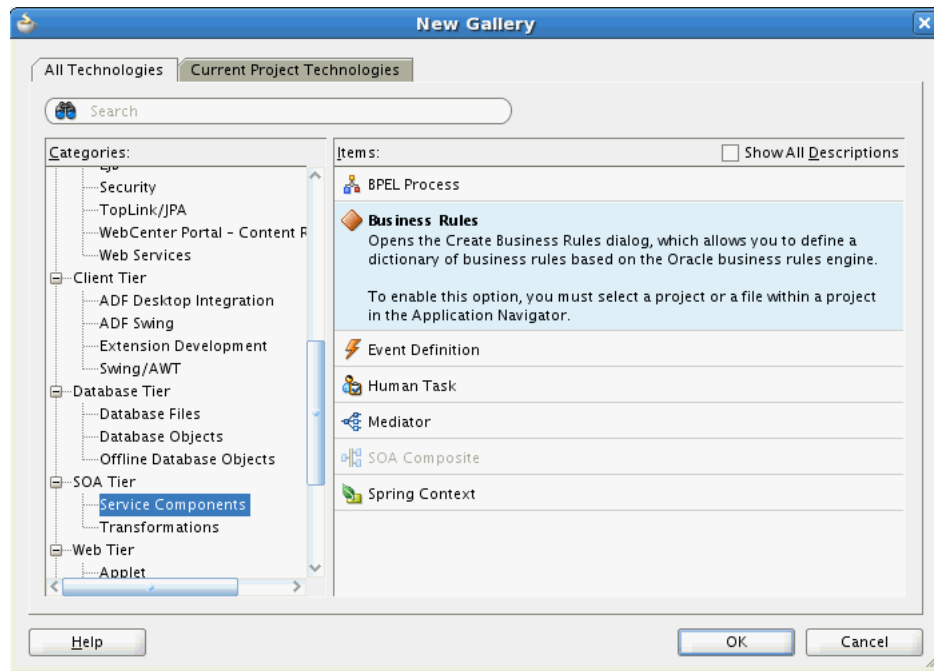 New Gallery
All Technologies
Current Project Technologies
Search
Categories:
Security
TopLink/JPA
WebCenter Portal - Content R
Web Services
Client Tier
ADF Desktop Integration
ADF Swing
Extension Development
Swing/AWT
Database Tier
Database Files
Database Objects
Offline Database Objects
SOA Tier
Service Components
Transformations
Web Tier
Applet
Items:
Show All Descriptions
BPEL Process
Business Rules
Opens the Create Business Rules dialog, which allows you to define a
dictionary of business rules based on the Oracle business rules engine.
To enable this option, you must select a project or a file within a project
in the Application Navigator.
Event Definition
Human Task
Mediator
SOA Composite
Spring Context
Help
OK
Cancel